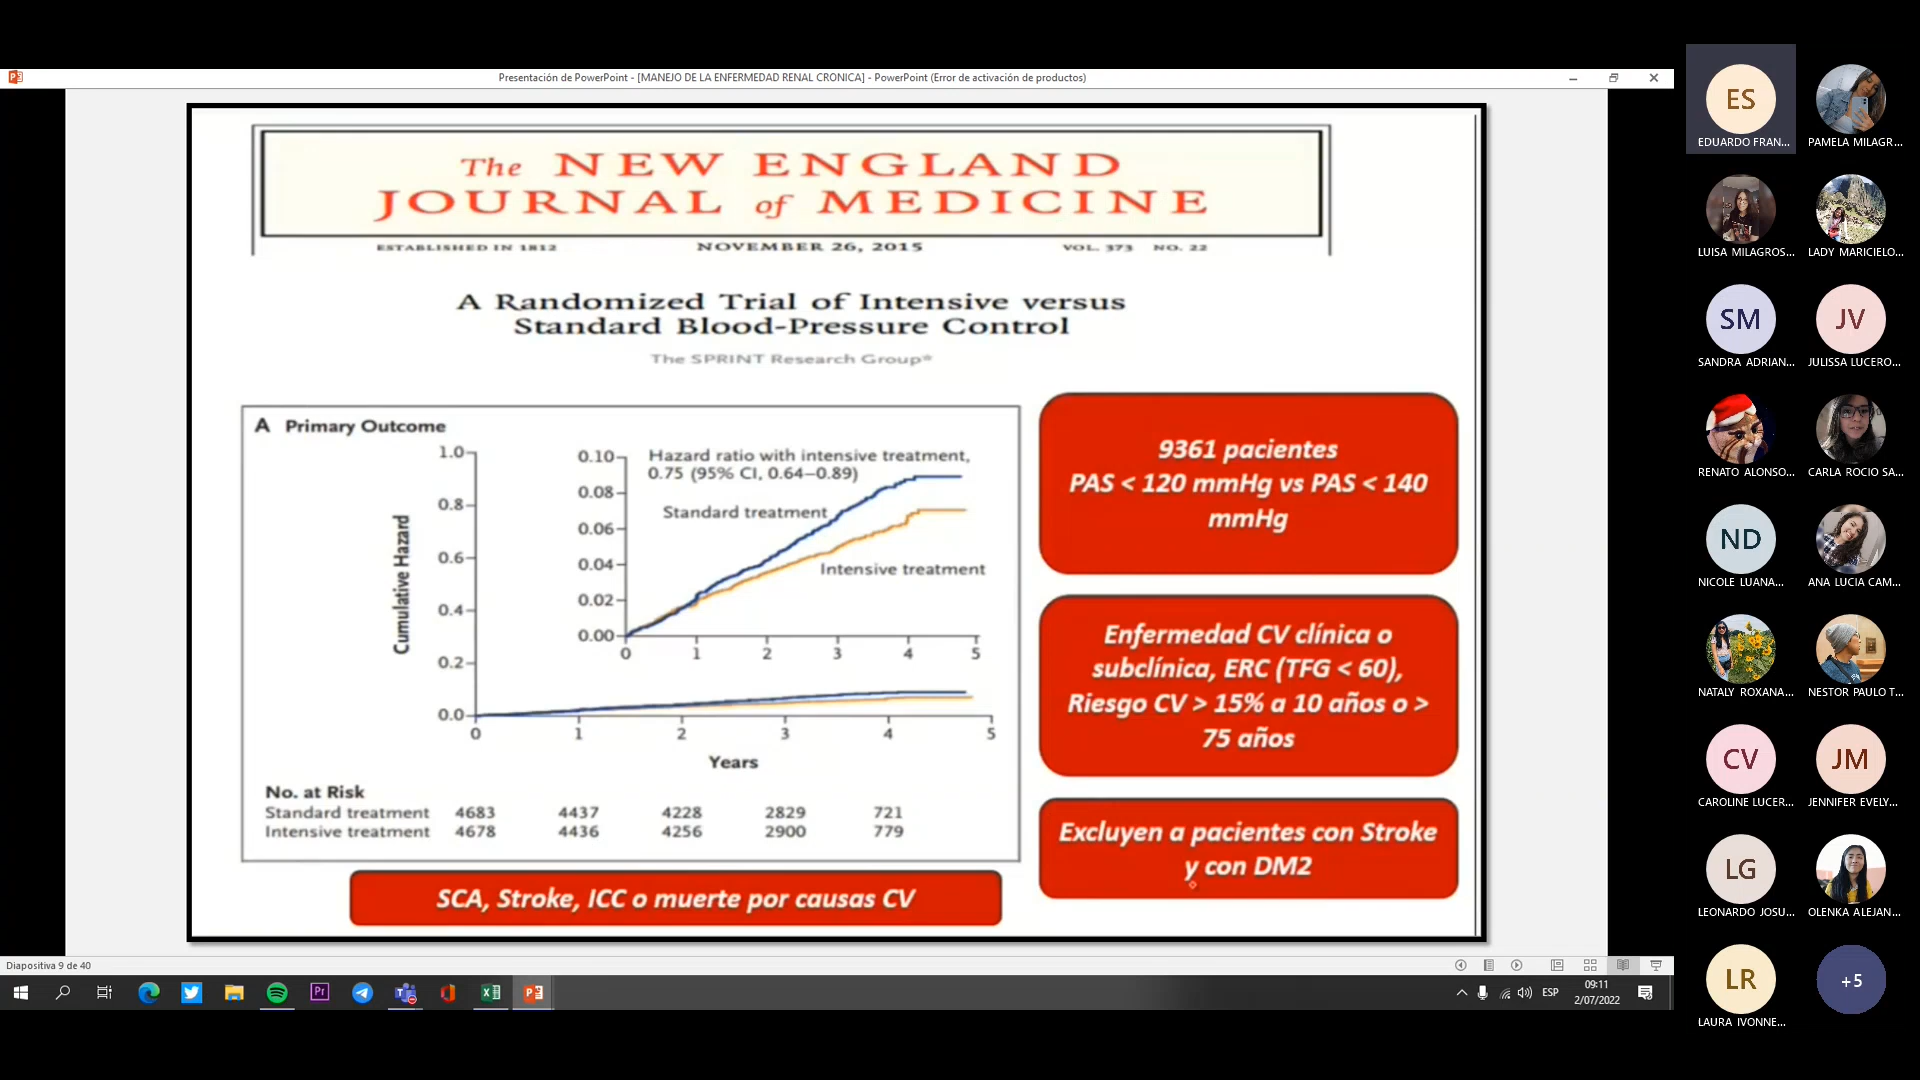 Presentación de PowerPoint - [MANEJO DE LA ENFERMEDAD RENAL CRONICA] - PowerPoint (Error de activación de productos)
The NEW ENGLAND
JOURNAL of MEDICINE
ESTABLISHED IN 1812 NOVEMBER 26, 2015 VOL. 373 NO. 22
A Randomized Trial of Intensive versus
Standard Blood-Pressure Control
The SPRINT Research Group*
A Primary Outcome
Hazard ratio with intensive treatment,
0.75 (95% CI, 0.64–0.89)
Standard treatment
Intensive treatment
0.10
0.08
0.06
0.04
0.02
0.00
0 1 2 3 4 5
Cumulative Hazard
1.0
0.8
0.6
0.4
0.2
0.0
0 1 2 3 4 5
Years
No. at Risk
Standard treatment 4683 4437 4228 2829 721
Intensive treatment 4678 4436 4256 2900 779
SCA, Stroke, ICC o muerte por causas CV
9361 pacientes
PAS < 120 mmHg vs PAS < 140
mmHg
Enfermedad CV clínica o
subclínica, ERC (TFG < 60),
Riesgo CV > 15% a 10 años o >
75 años
Excluyen a pacientes con Stroke
y con DM2
Diapositiva 9 de 40
ESP
09:11
2/07/2022
ES
EDUARDO FRAN...
PAMELA MILAGR...
LUISA MILAGROS...
LADY MARICIELO...
SM
SANDRA ADRIAN...
JV
JULISSA LUCERO...
RENATO ALONSO...
CARLA ROCIO SA...
ND
NICOLE LUANA...
ANA LUCIA CAM...
NATALY ROXANA...
NESTOR PAULO T...
CV
CAROLINE LUCER...
JM
JENNIFER EVELY...
LG
LEONARDO JOSU...
OLENKA ALEJAN...
LR
LAURA IVONNE...
+5